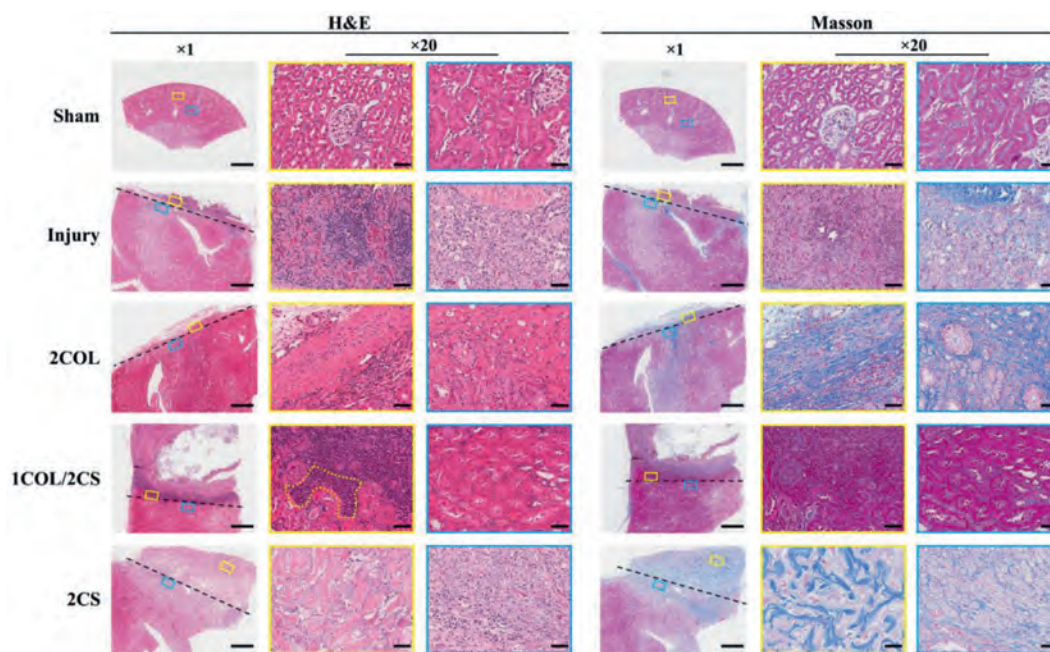 H&E Masson
×1 ×20 ×1 ×20
Sham
Injury
2COL
1COL/2CS
2CS